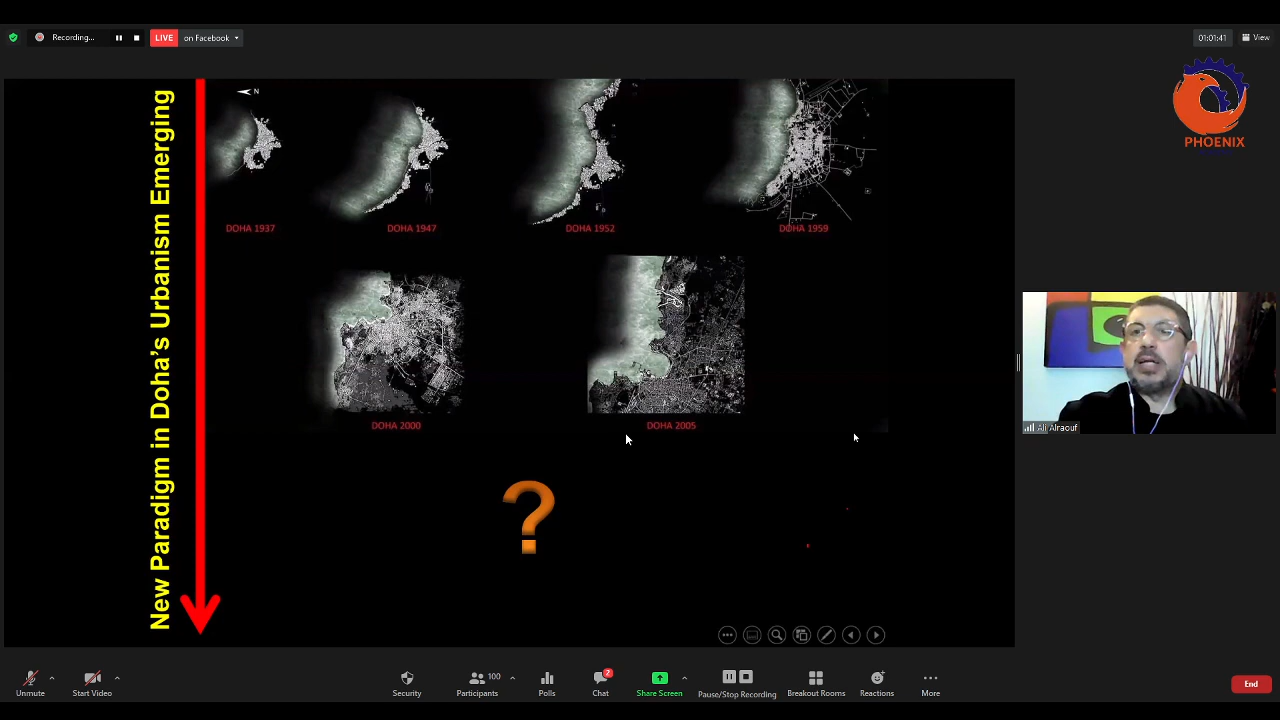 Recording...
LIVE
on Facebook
01:01:41
View
PHOENIX
New Paradigm in Doha's Urbanism Emerging
N
DOHA 1937
DOHA 1947
DOHA 1952
DOHA 1959
DOHA 2000
DOHA 2005
?
Ali Alraouf
Unmute
Start Video
Security
100
Participants
Polls
2
Chat
Share Screen
Pause/Stop Recording
Breakout Rooms
Reactions
More
End